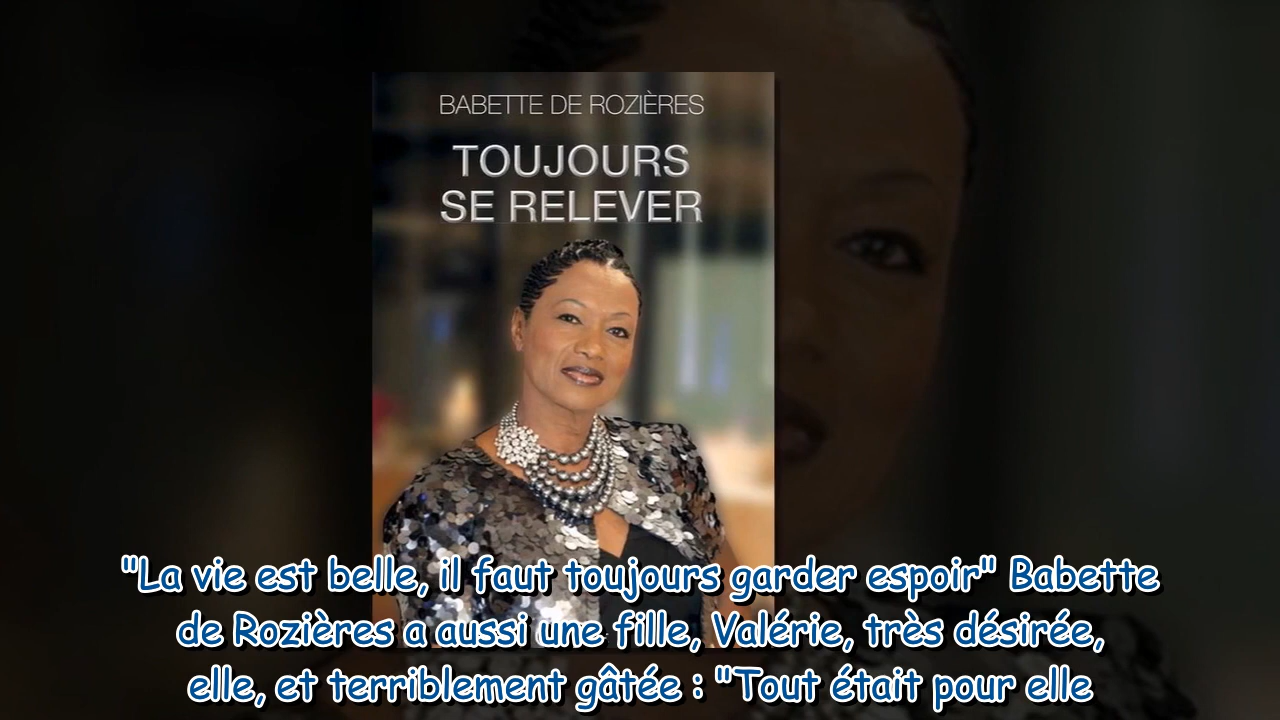 BABETTE DE ROZIÈRES
TOUJOURS
SE RELEVER
"La vie est belle, il faut toujours garder espoir" Babette
de Rozières a aussi une fille, Valérie, très désirée,
elle, et terriblement gâtée : "Tout était pour elle